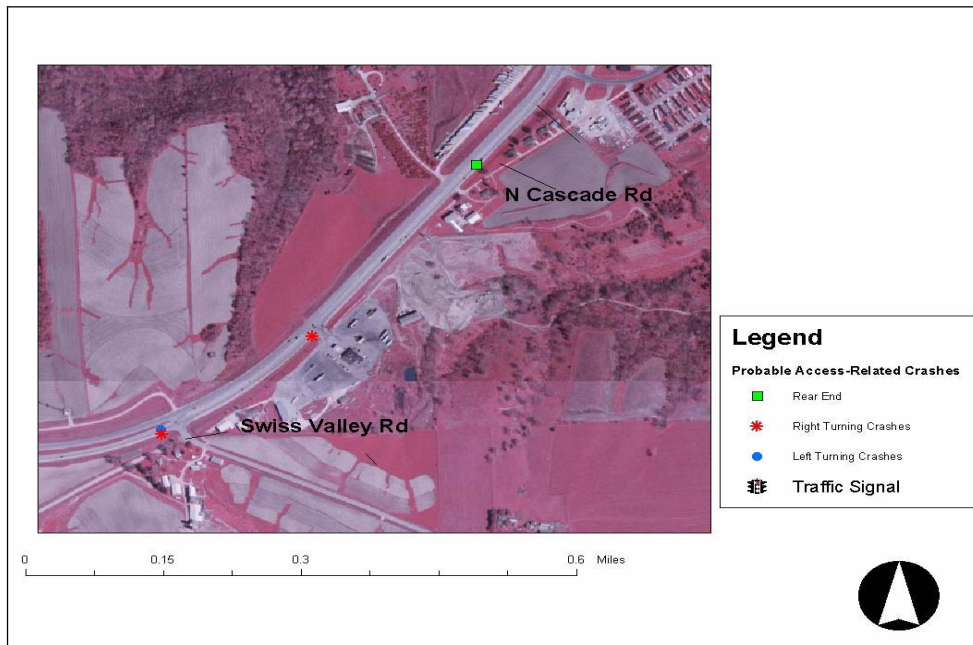 N Cascade Rd
Swiss Valley Rd
Legend
Probable Access-Related Crashes
Rear End
Right Turning Crashes
Left Turning Crashes
Traffic Signal
0 0.15 0.3 0.6 Miles